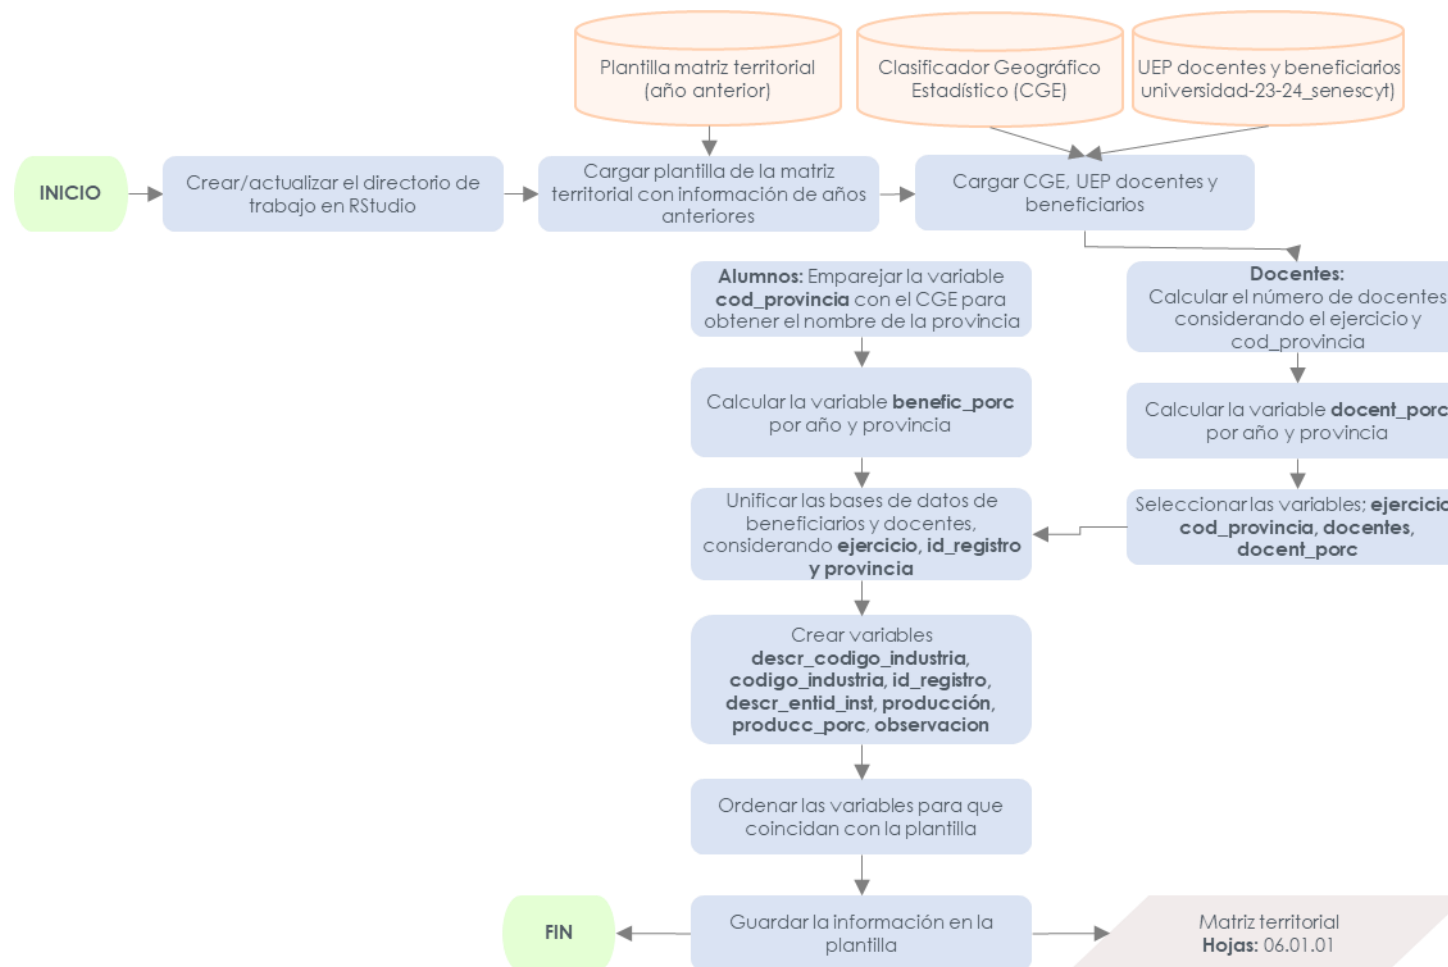 Plantilla matriz territorial
(año anterior)
Clasificador Geográfico
Estadístico (CGE)
UEP docentes y beneficiarios
universidad-23-24_senescyt)
INICIO
Crear/actualizar el directorio de
trabajo en RStudio
Cargar plantilla de la matriz
territorial con información de años
anteriores
Cargar CGE, UEP docentes y
beneficiarios
Alumnos: Emparejar la variable
cod_provincia con el CGE para
obtener el nombre de la provincia
Docentes:
Calcular el número de docentes
considerando el ejercicio y
cod_provincia
Calcular la variable benefic_porc
por año y provincia
Calcular la variable docent_porc
por año y provincia
Unificar las bases de datos de
beneficiarios y docentes,
considerando ejercicio, id_registro
y provincia
Seleccionar las variables; ejercicio
cod_provincia, docentes,
docent_porc
Crear variables
descr_codigo_industria,
codigo_industria, id_registro,
descr_entid_inst, producción,
producc_porc, observacion
Ordenar las variables para que
coincidan con la plantilla
FIN
Guardar la información en la
plantilla
Matriz territorial
Hojas: 06.01.01